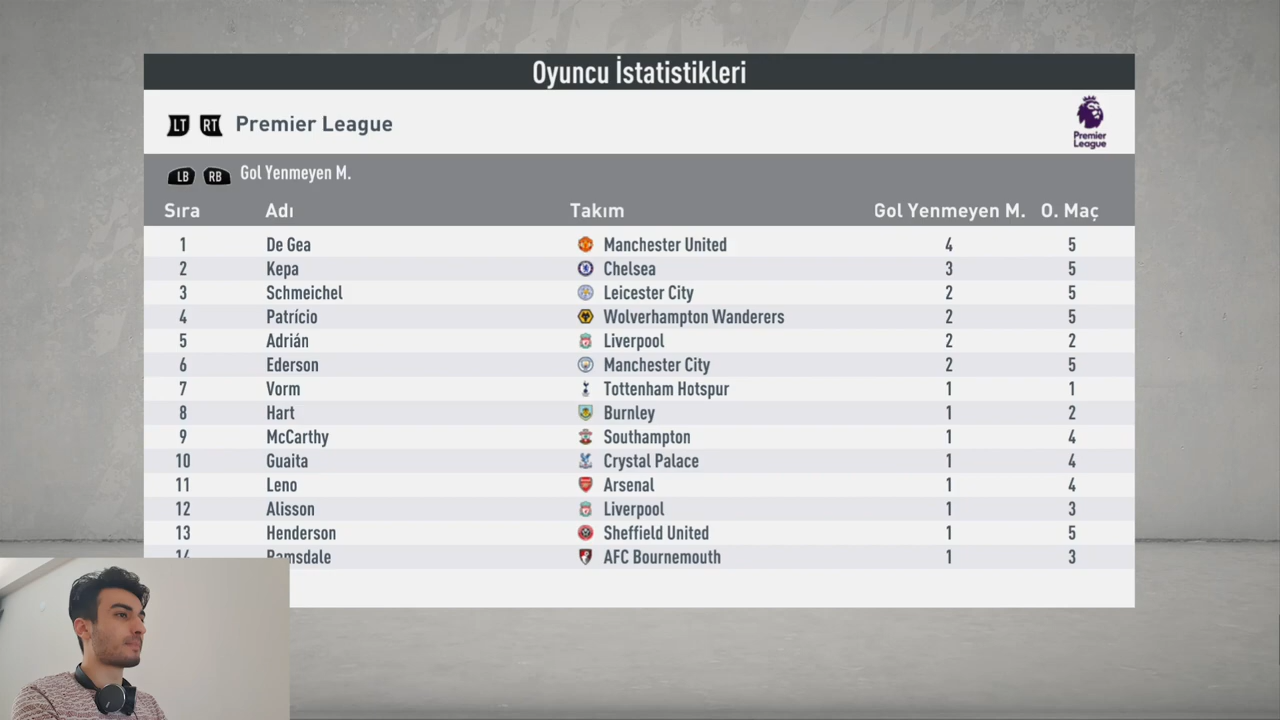 Oyuncu İstatistikleri
LT RT Premier League
Premier League
LB RB Gol Yenmeyen M.
Sıra Adı Takım Gol Yenmeyen M. O. Maç
1 De Gea Manchester United 4 5
2 Kepa Chelsea 3 5
3 Schmeichel Leicester City 2 5
4 Patrício Wolverhampton Wanderers 2 5
5 Adrián Liverpool 2 2
6 Ederson Manchester City 2 5
7 Vorm Tottenham Hotspur 1 1
8 Hart Burnley 1 2
9 McCarthy Southampton 1 4
10 Guaita Crystal Palace 1 4
11 Leno Arsenal 1 4
12 Alisson Liverpool 1 3
13 Henderson Sheffield United 1 5
14 Ramsdale AFC Bournemouth 1 3